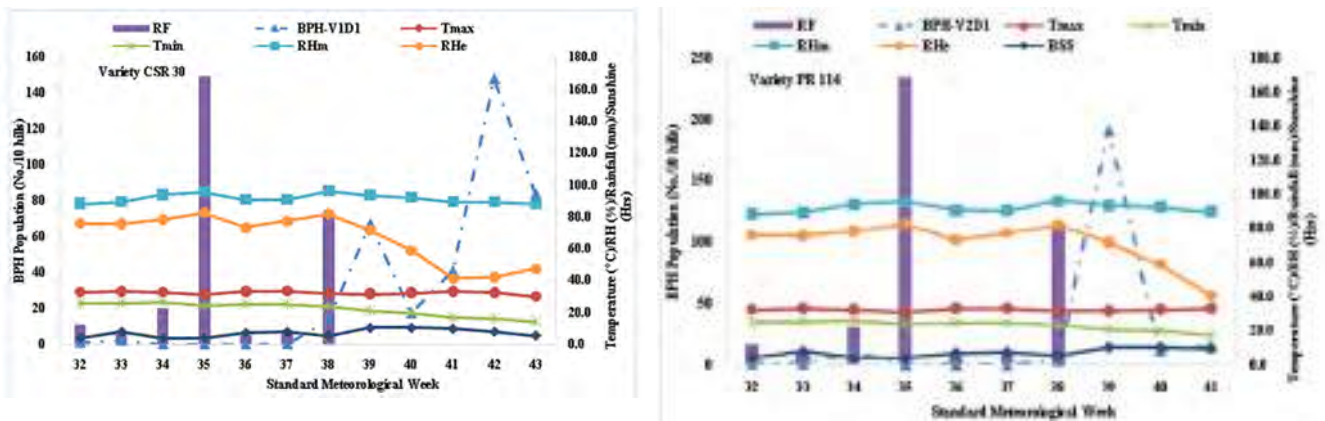 RF BPH-V1D1 Tmax
Tmin RHm RHe
Variety CSR 30
160 140 120 100 80 60 40 20 0
BPH Population (No./10 hills)
180.0 160.0 140.0 120.0 100.0 80.0 60.0 40.0 20.0 0.0
Temperature (°C)/RH (%)/Rainfall (mm)/Sunshine
(Hrs)
32 33 34 35 36 37 38 39 40 41 42 43
Standard Meteorological Week
RF BPH-V2D1 Tmax Tmin
RHm RHe BSS
Variety PR 114
250 200 150 100 50 0
BPH Population (No./10 hills)
180.0 160.0 140.0 120.0 100.0 80.0 60.0 40.0 20.0 0.0
Temperature (°C)/RH (%)/Rainfall (mm)/Sunshine
(Hrs)
32 33 34 35 36 37 38 39 40 41
Standard Meteorological Week